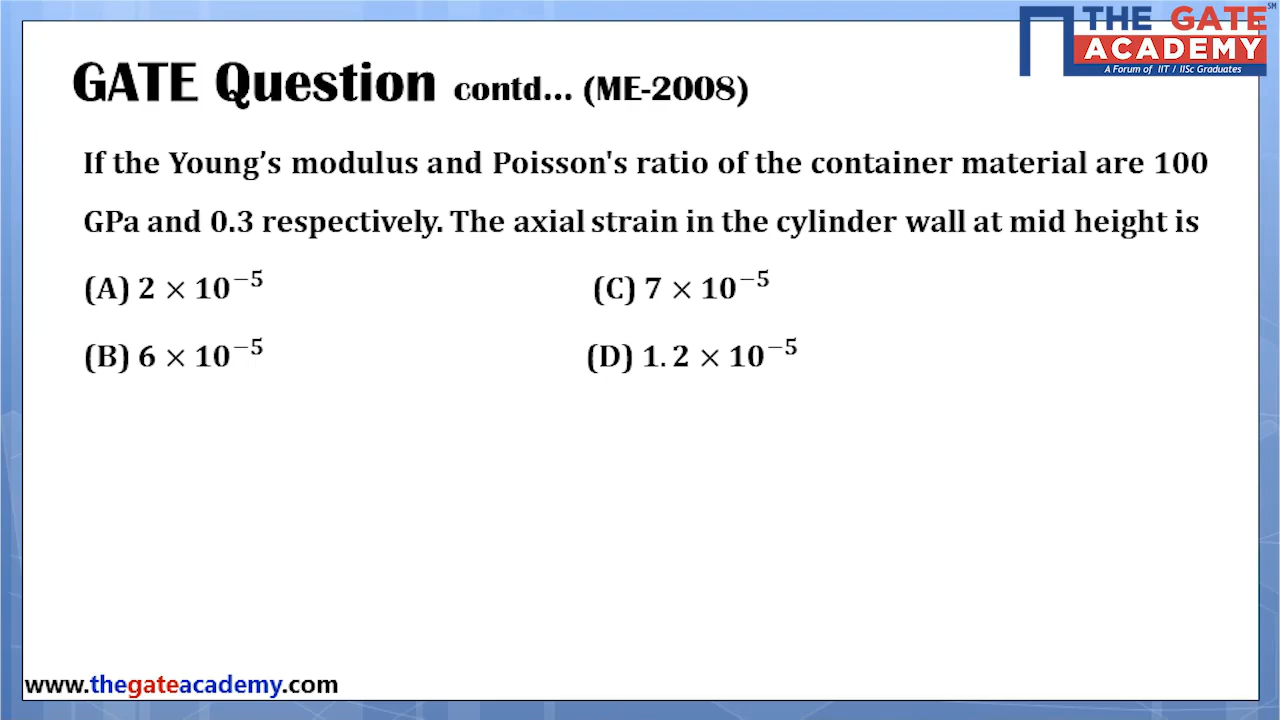 THE GATE
ACADEMY
A Forum of IIT / IISc Graduates
SM
GATE Question contd... (ME-2008)
If the Young’s modulus and Poisson's ratio of the container material are 100
GPa and 0.3 respectively. The axial strain in the cylinder wall at mid height is
(A) 2 × 10⁻⁵
(C) 7 × 10⁻⁵
(B) 6 × 10⁻⁵
(D) 1. 2 × 10⁻⁵
www.thegateacademy.com